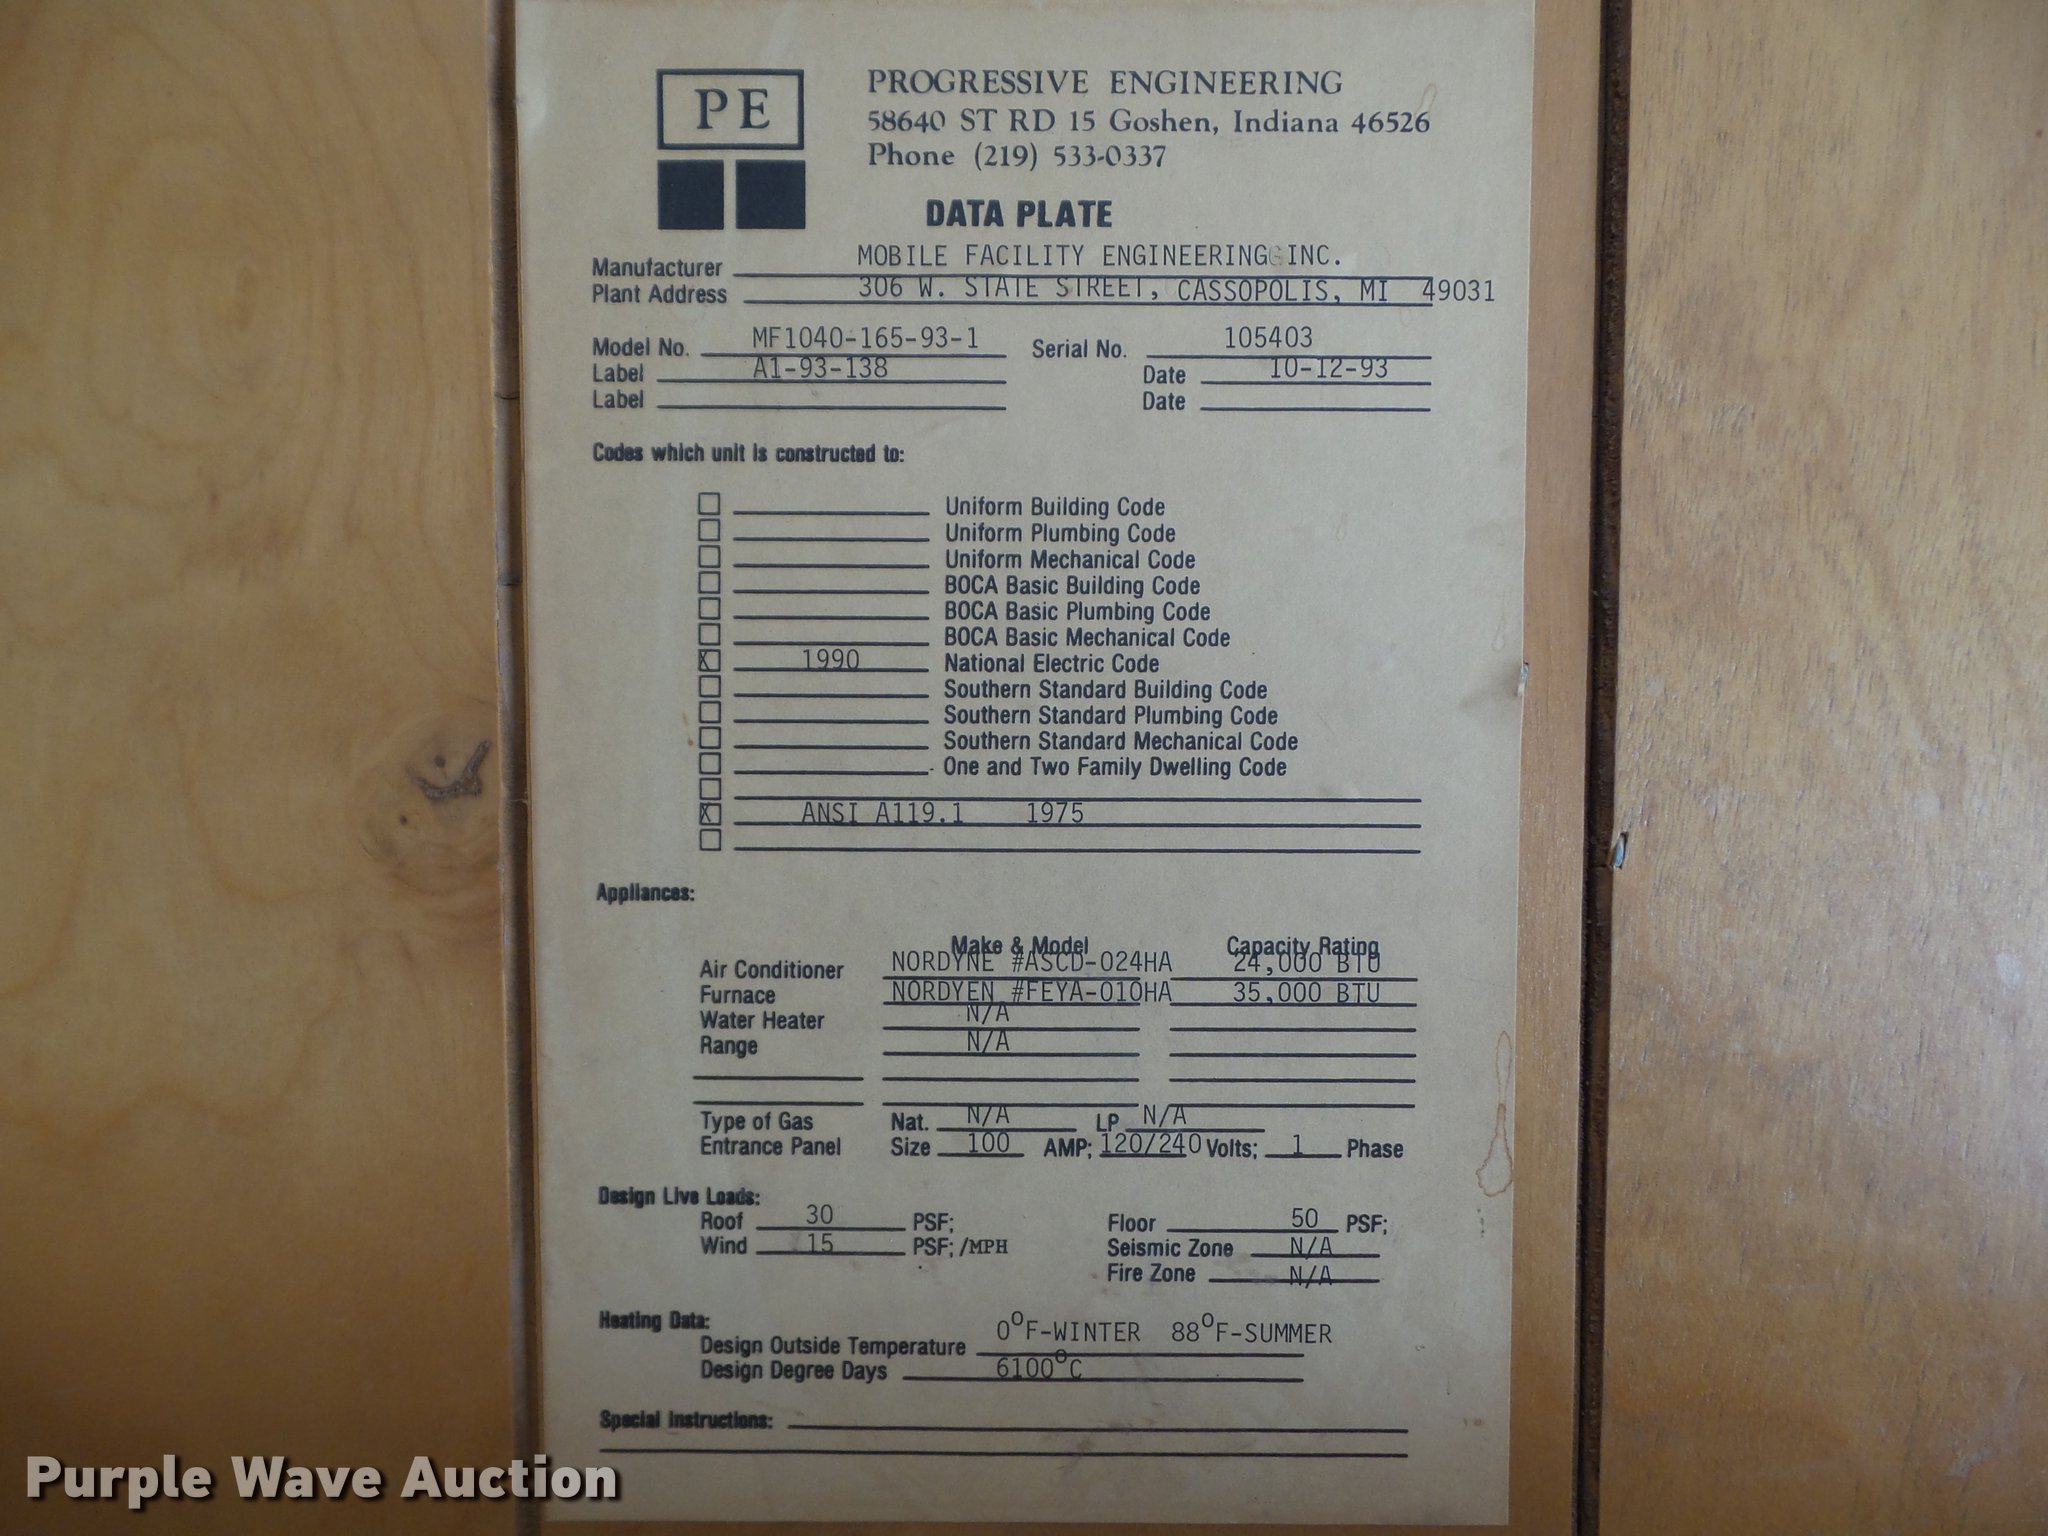 PE
PROGRESSIVE ENGINEERING
58640 ST RD 15 Goshen, Indiana 46526
Phone (219) 533-0337
DATA PLATE
Manufacturer MOBILE FACILITY ENGINEERING INC.
Plant Address 306 W. STATE STREET, CASSOPOLIS, MI 49031
Model No. MF1040-165-93-1 Serial No. 105403
Label A1-93-138 Date 10-12-93
Label Date
Codes which unit is constructed to:
Uniform Building Code
Uniform Plumbing Code
Uniform Mechanical Code
BOCA Basic Building Code
BOCA Basic Plumbing Code
BOCA Basic Mechanical Code
X 1990 National Electric Code
Southern Standard Building Code
Southern Standard Plumbing Code
Southern Standard Mechanical Code
One and Two Family Dwelling Code
X ANSI A119.1 1975
Appliances:
Make & Model Capacity Rating
Air Conditioner NORDYNE #ASCD-024HA 24,000 BTU
Furnace NORDYEN #FEYA-010HA 35,000 BTU
Water Heater N/A
Range N/A
Type of Gas Nat. N/A LP N/A
Entrance Panel Size 100 AMP; 120/240 Volts; 1 Phase
Design Live Loads:
Roof 30 PSF; Floor 50 PSF;
Wind 15 PSF; /MPH Seismic Zone N/A
Fire Zone N/A
Heating Data:
Design Outside Temperature 0°F-WINTER 88°F-SUMMER
Design Degree Days 6100°C
Special Instructions:
Purple Wave Auction